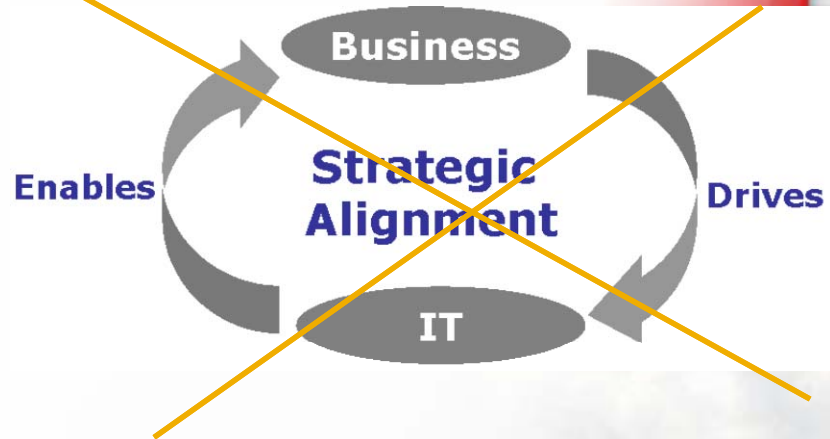 Business
Strategic
Alignment
Enables
Drives
IT